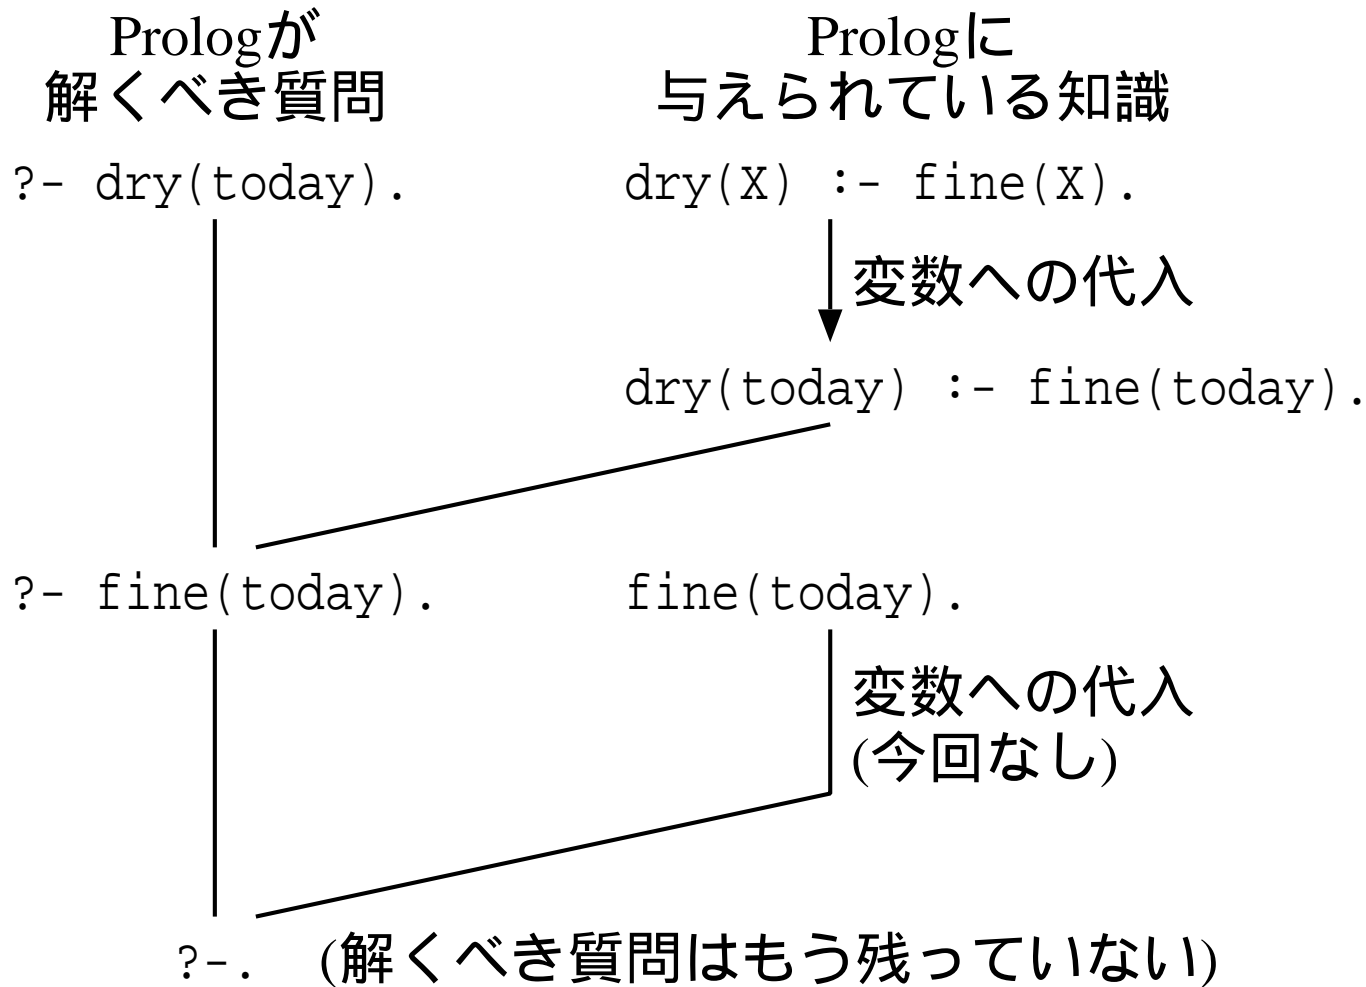 Prologが
解くべき質問
Prologに
与えられている知識
?- dry(today).
dry(X) :- fine(X).
変数への代入
dry(today) :- fine(today).
?- fine(today).
fine(today).
変数への代入
(今回なし)
?-. (解くべき質問はもう残っていない)